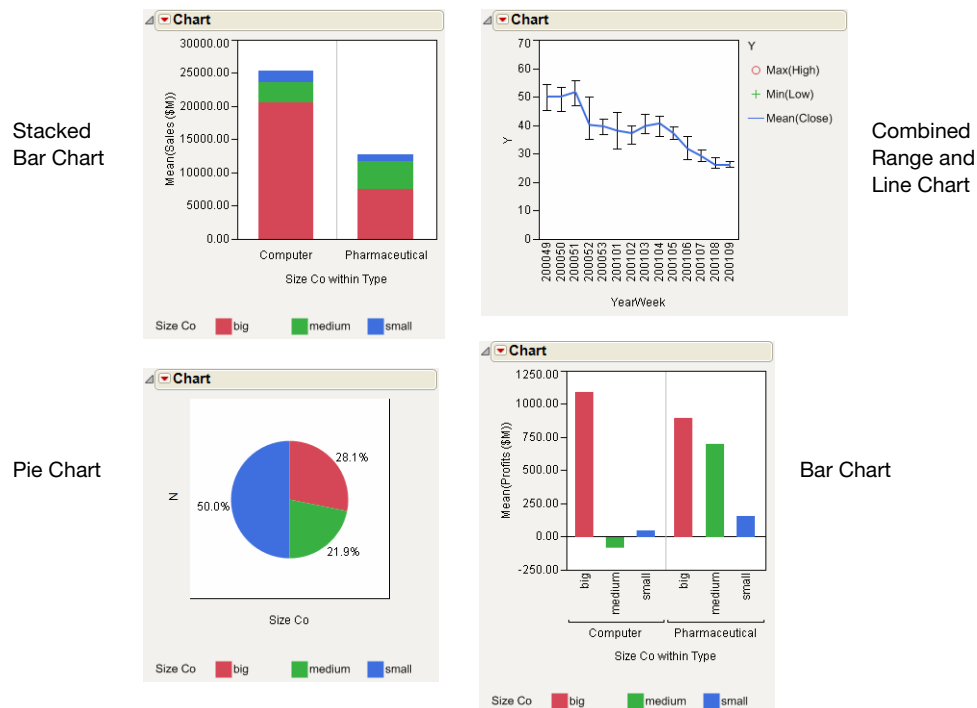 Stacked
Bar Chart
Chart
30000.00
25000.00
20000.00
15000.00
10000.00
5000.00
0.00
Mean(Sales ($M))
Computer
Pharmaceutical
Size Co within Type
Size Co
big
medium
small
Chart
70
60
50
40
30
20
10
0
Y
200049
200050
200051
200052
200053
200101
200102
200103
200104
200105
200106
200107
200108
200109
YearWeek
Y
Max(High)
Min(Low)
Mean(Close)
Combined
Range and
Line Chart
Pie Chart
Chart
N
28.1%
50.0%
21.9%
Size Co
Size Co
big
medium
small
Chart
1250.00
1000.00
750.00
500.00
250.00
0.00
-250.00
Mean(Profits ($M))
big
medium
small
big
medium
small
Computer
Pharmaceutical
Size Co within Type
Size Co
big
medium
small
Bar Chart